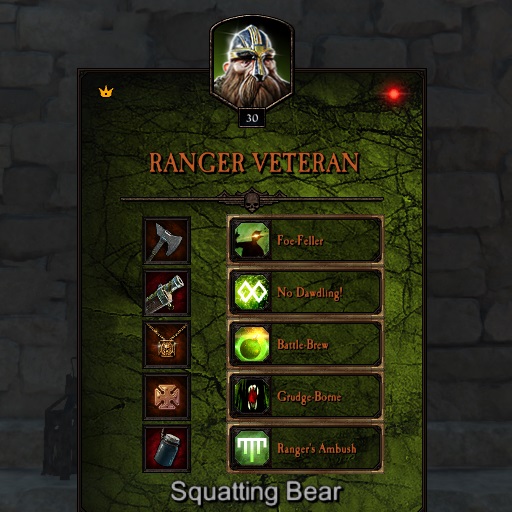 30
RANGER VETERAN
Foe-Feller
No Dawdling!
Battle-Brew
Grudge-Borne
Ranger's Ambush
Squatting Bear